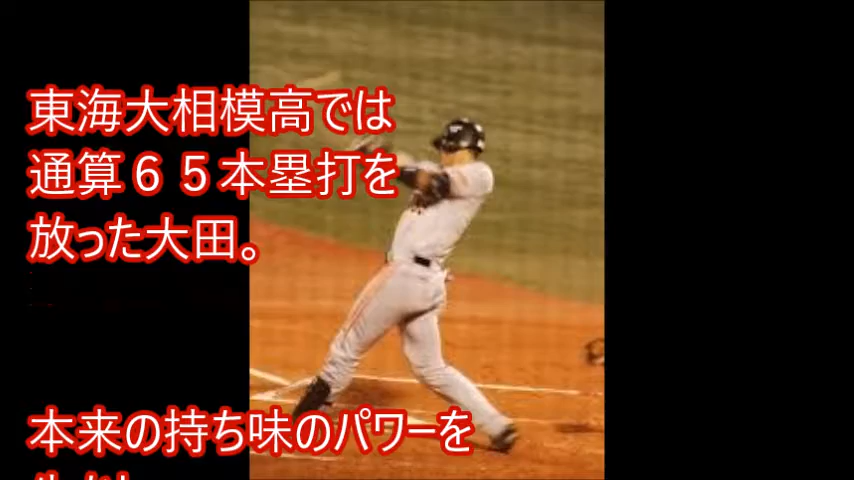 東海大相模高では
通算６５本塁打を
放った大田。
本来の持ち味のパワーを